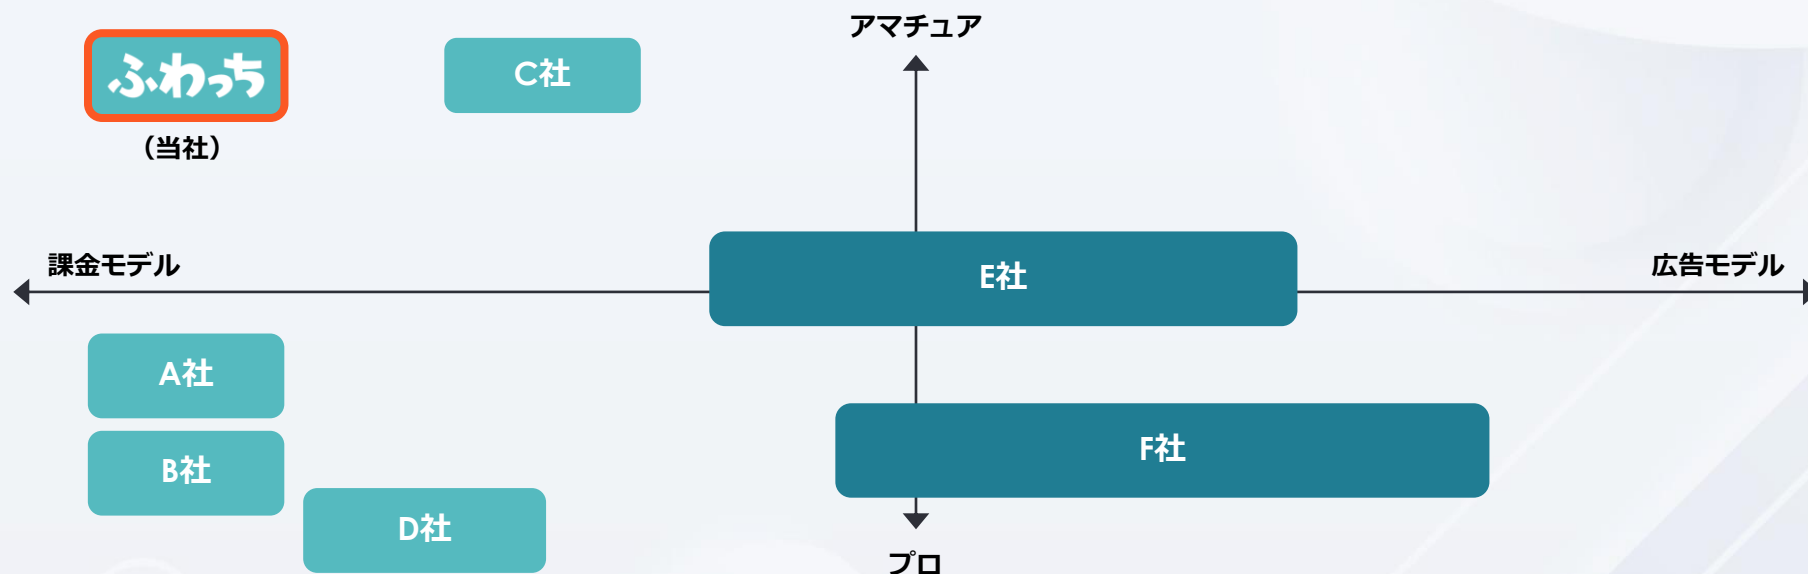 アマチュア
ふわっち
C社
（当社）
課金モデル
E社
広告モデル
A社
F社
B社
D社
プロ